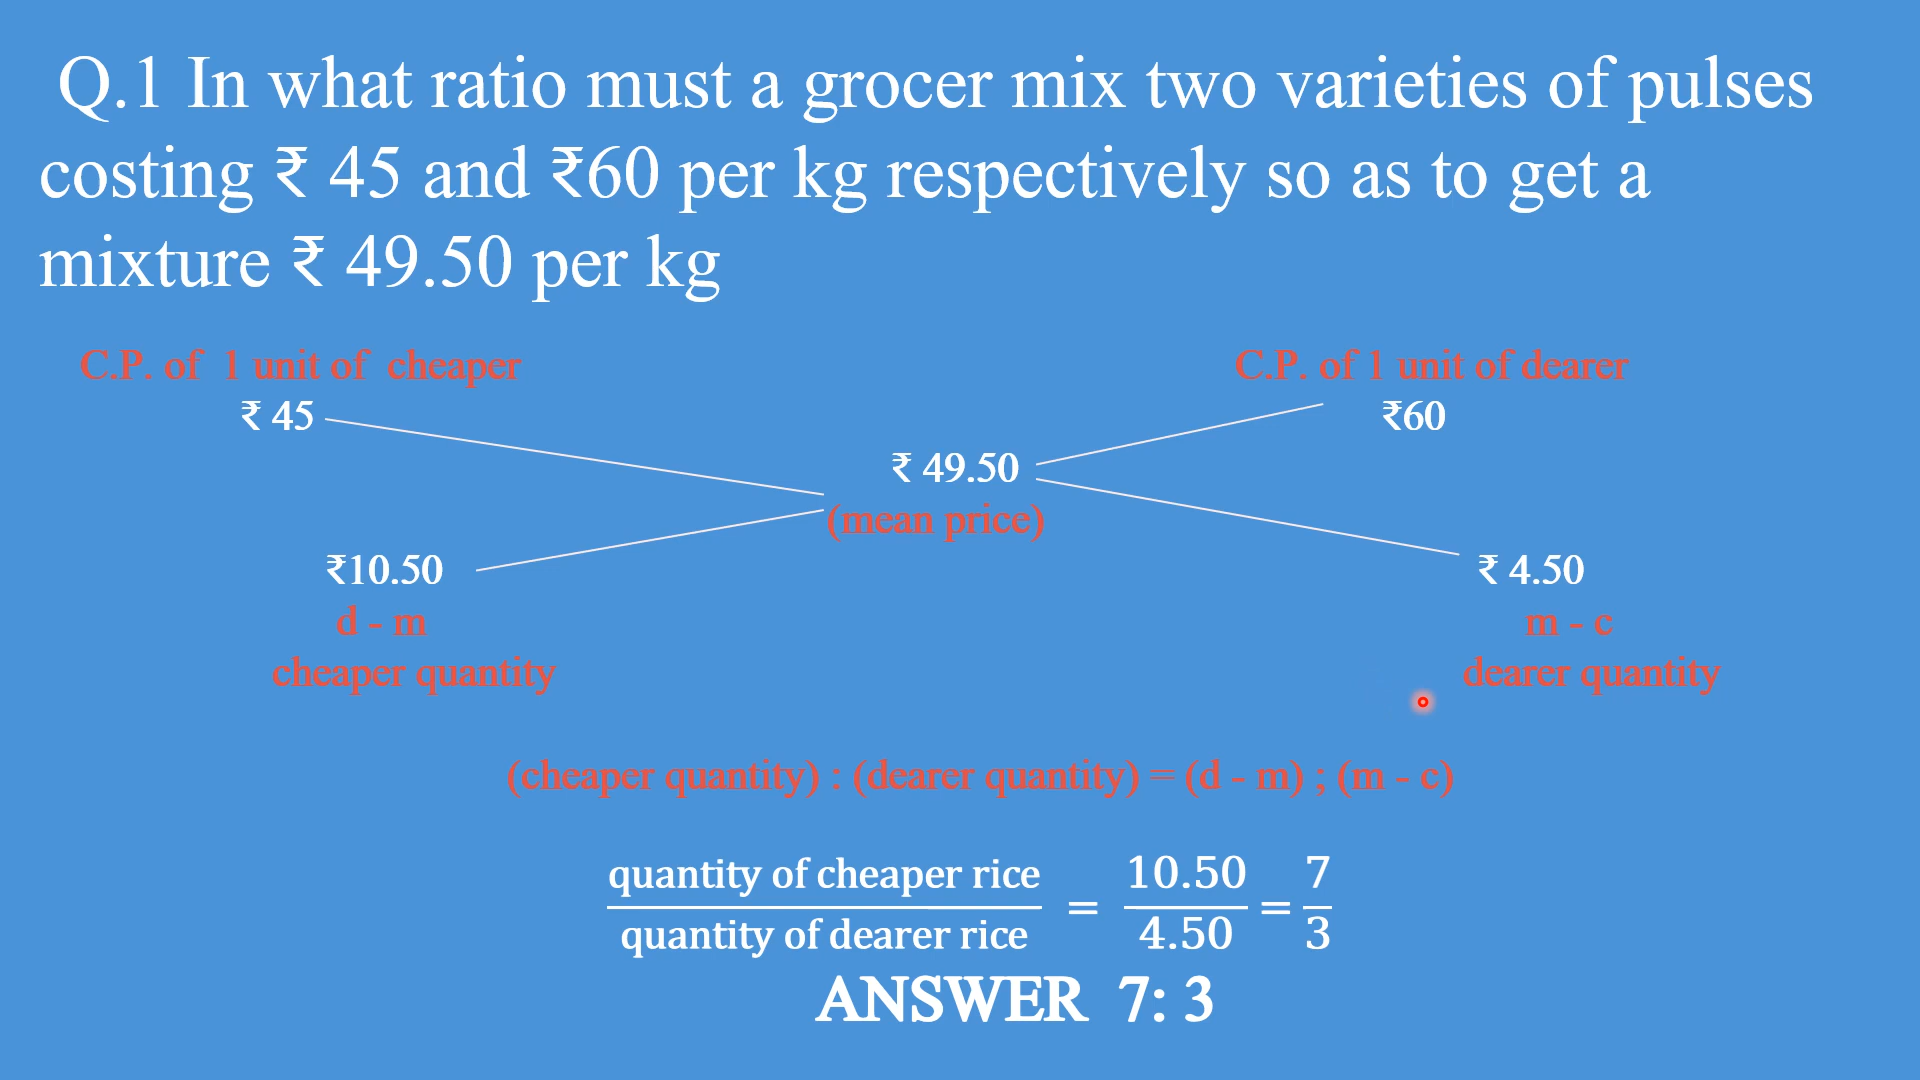 Q.1 In what ratio must a grocer mix two varieties of pulses
costing ₹ 45 and ₹60 per kg respectively so as to get a
mixture ₹ 49.50 per kg
C.P. of 1 unit of cheaper
C.P. of 1 unit of dearer
₹ 45
₹60
₹ 49.50
(mean price)
₹10.50
₹ 4.50
d - m
m - c
cheaper quantity
dearer quantity
(cheaper quantity) : (dearer quantity) = (d - m) ; (m - c)
quantity of cheaper rice
quantity of dearer rice
=
10.50
4.50
=
7
3
ANSWER 7: 3